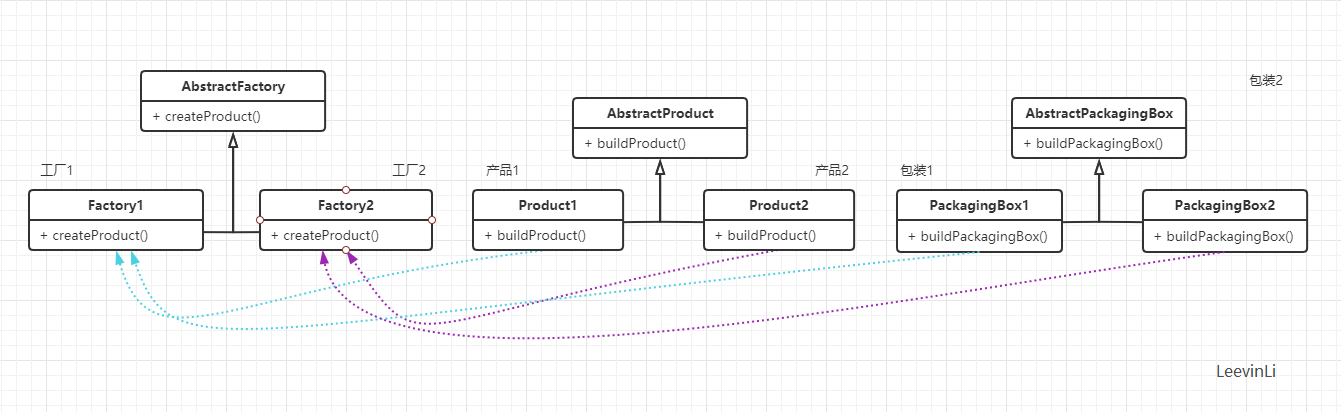 AbstractFactory
+ createProduct()
工厂1
工厂2
Factory1
+ createProduct()
Factory2
+ createProduct()
AbstractProduct
+ buildProduct()
产品1
产品2
Product1
+ buildProduct()
Product2
+ buildProduct()
包装2
AbstractPackagingBox
+ buildPackagingBox()
包装1
PackagingBox1
+ buildPackagingBox()
PackagingBox2
+ buildPackagingBox()
LeevinLi